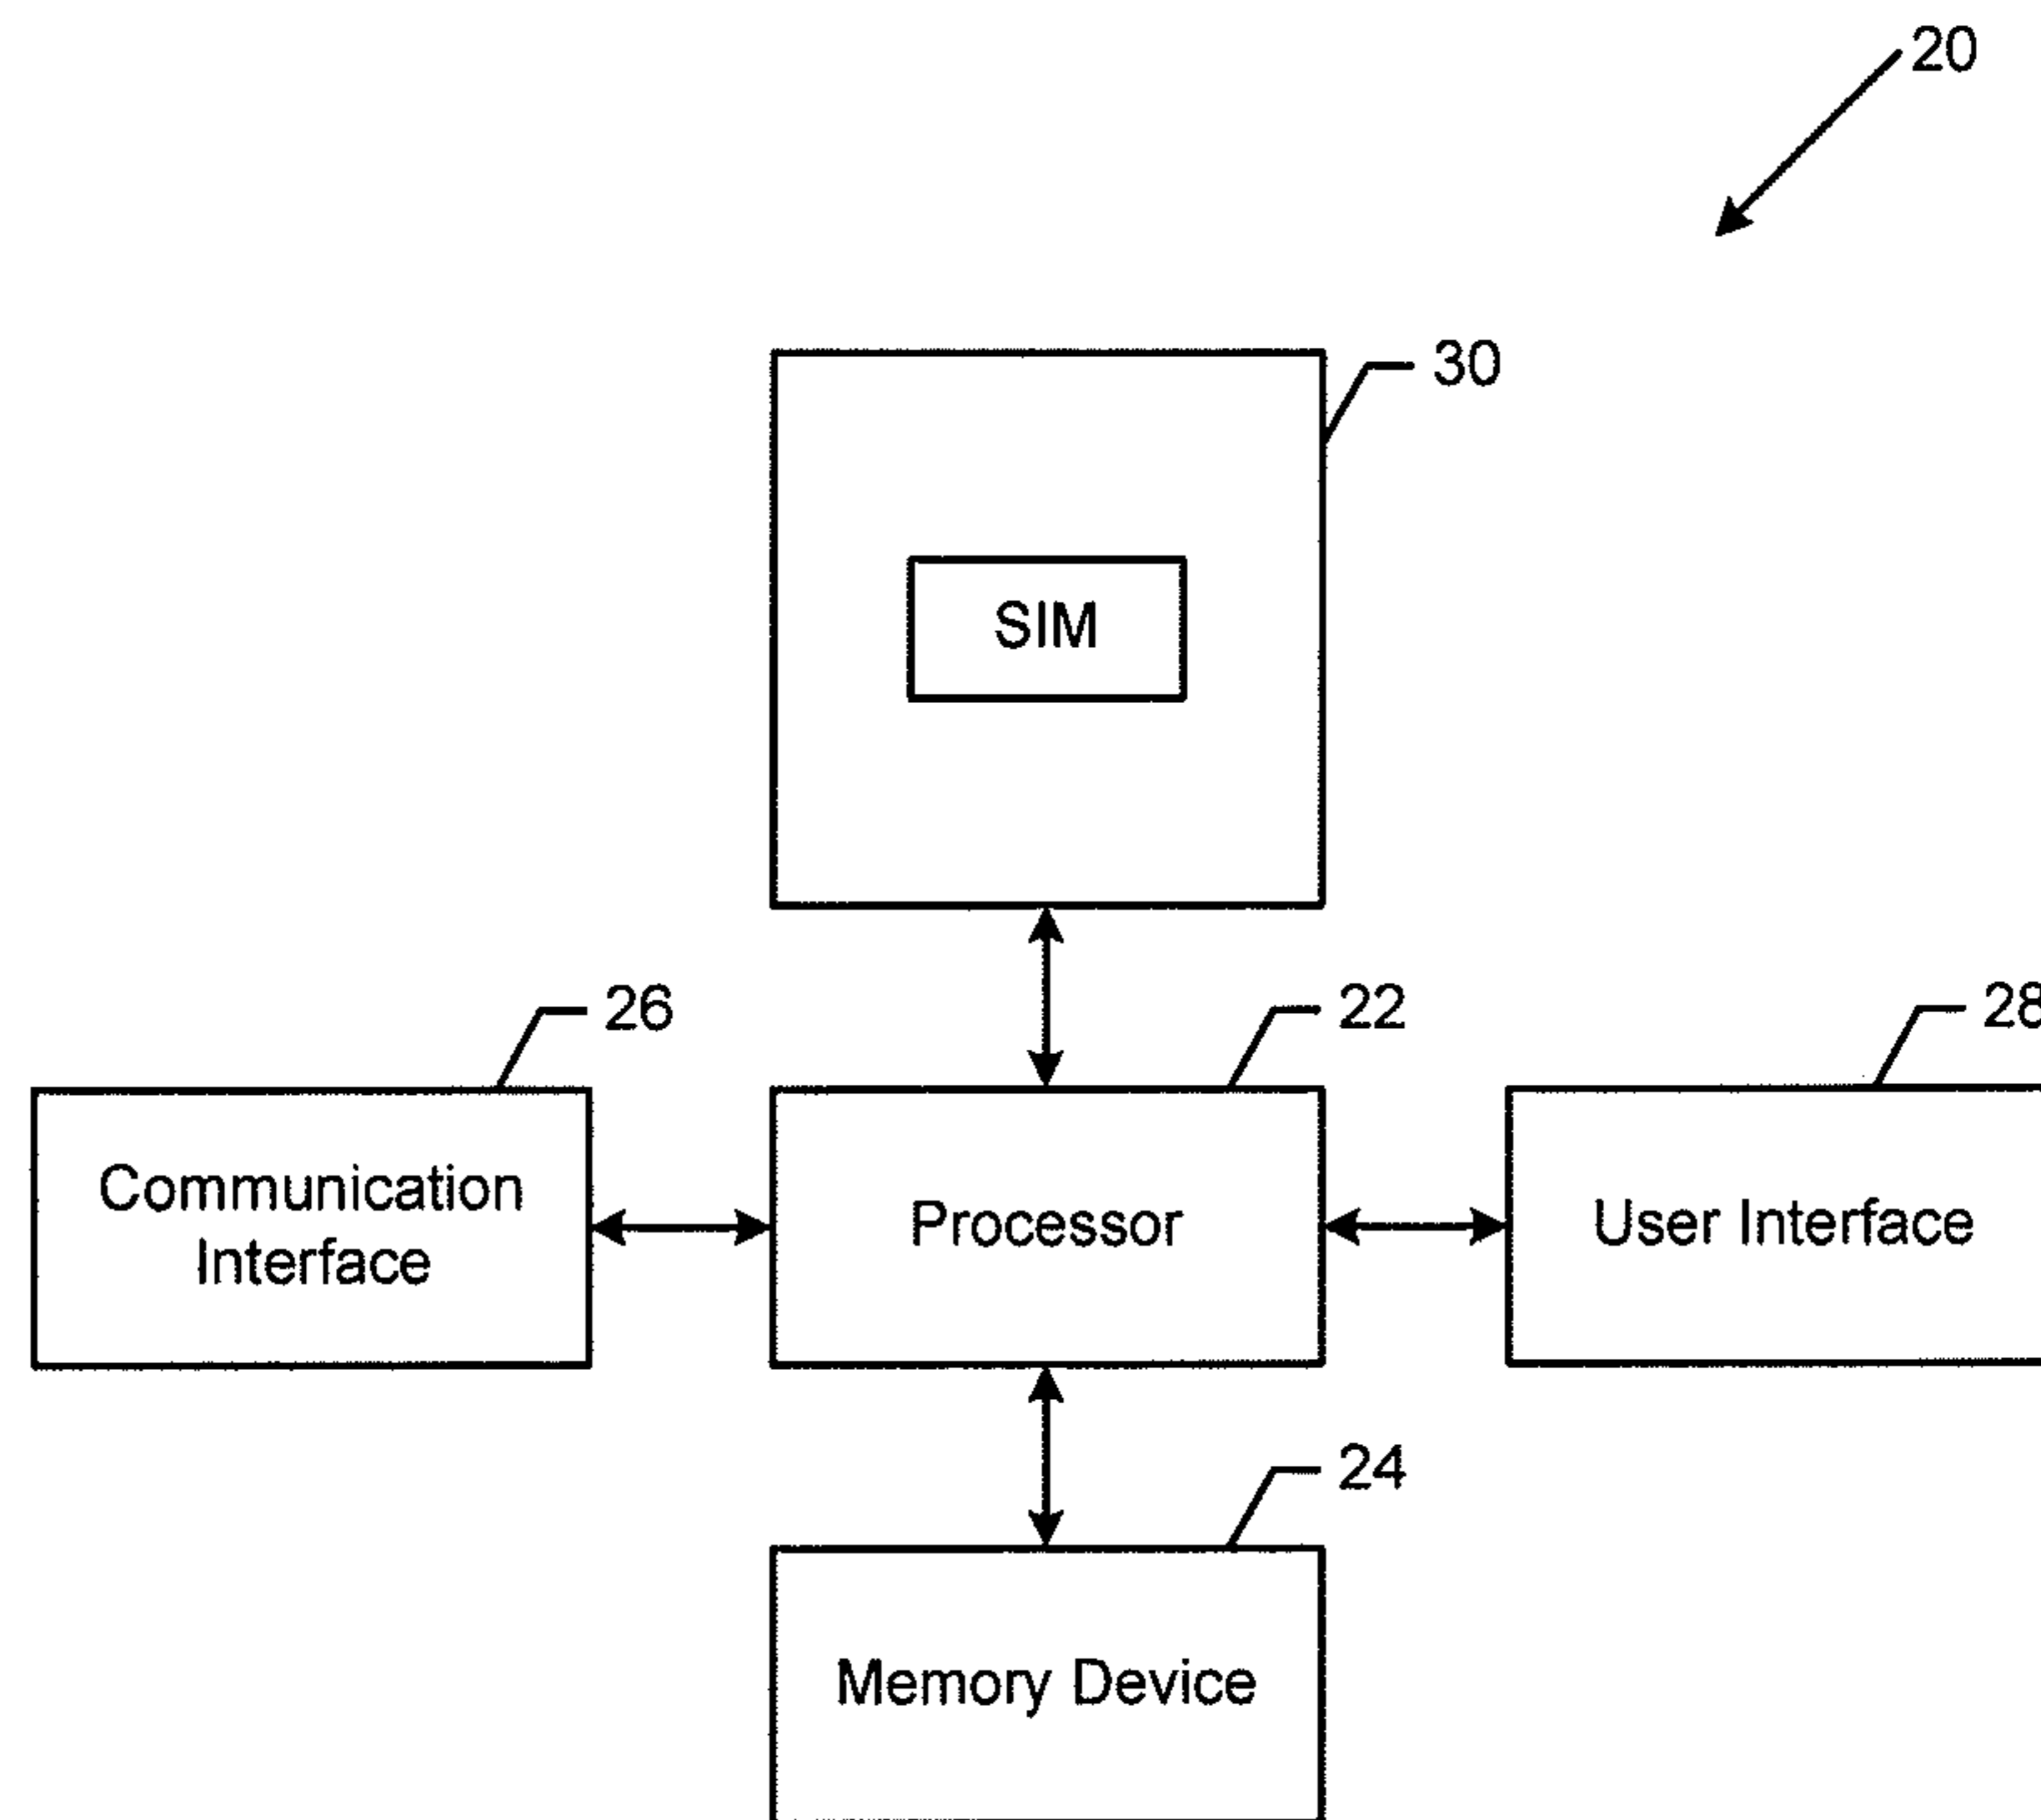 20
30
SIM
26
22
28
Communication
Interface
Processor
User Interface
24
Memory Device